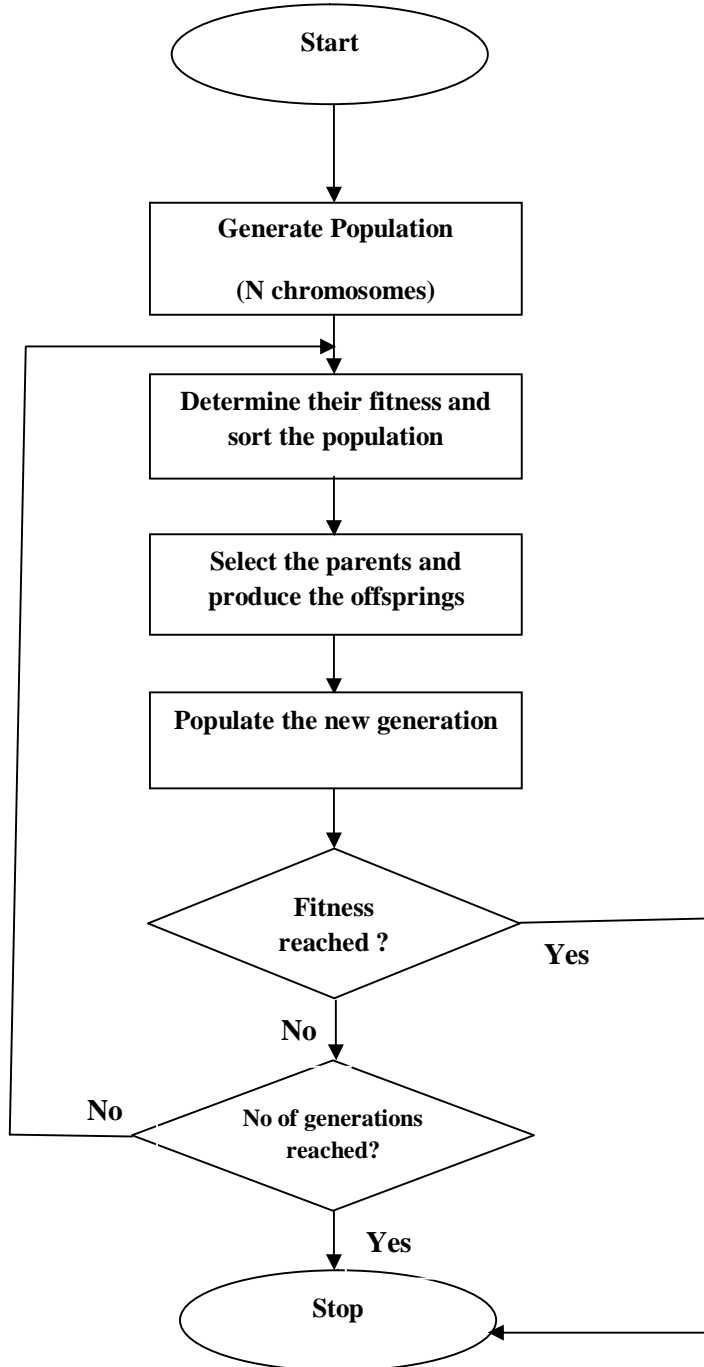 Start
Generate Population
(N chromosomes)
Determine their fitness and
sort the population
Select the parents and
produce the offsprings
Populate the new generation
Fitness
reached ?
Yes
No
No
No of generations
reached?
Yes
Stop